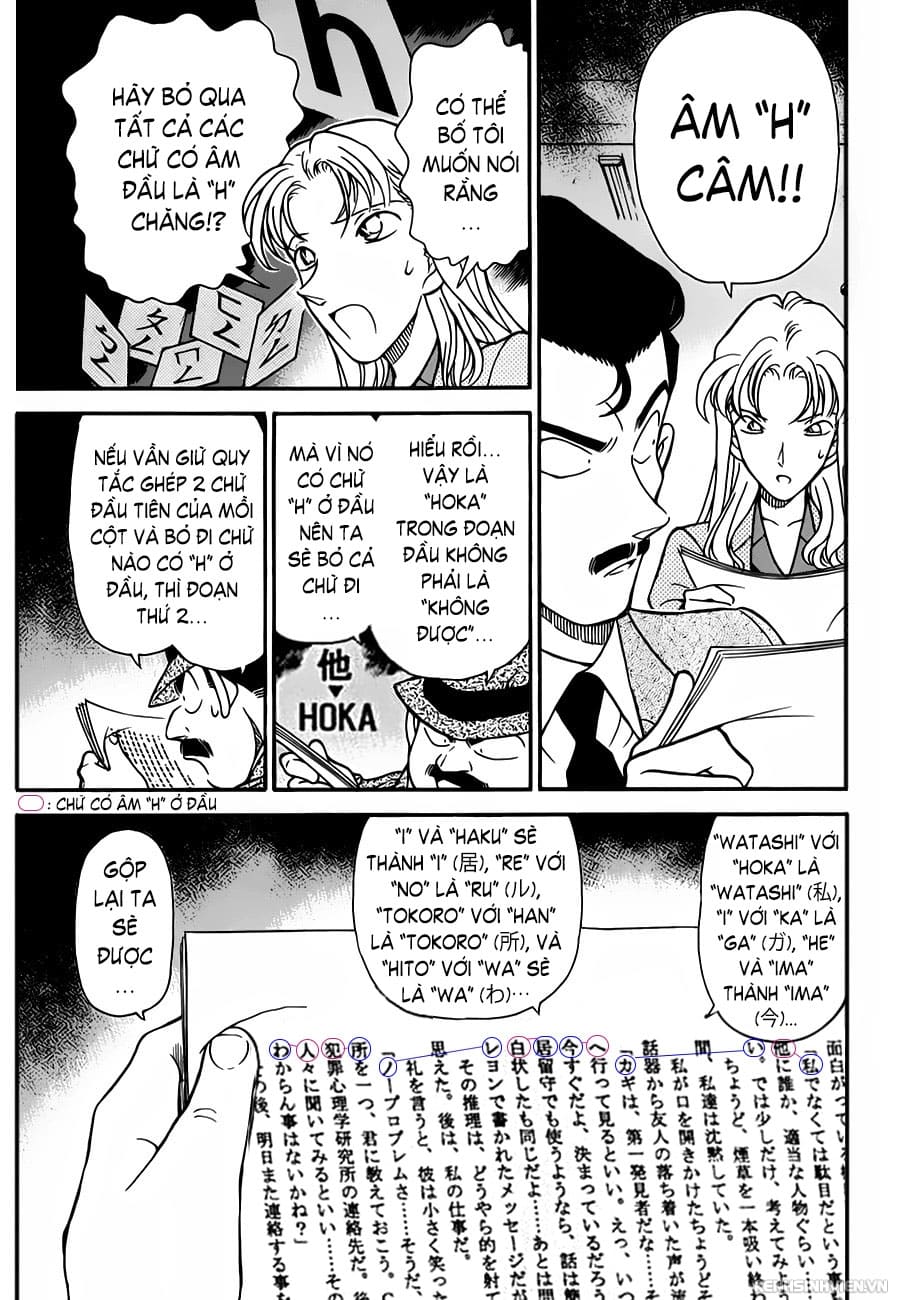 ÂM "H"
CÂM!!
CÓ THỂ
BỐ TÔI
MUỐN NÓI
RẰNG
...
HÃY BỎ QUA
TẤT CẢ CÁC
CHỮ CÓ ÂM
ĐẦU LÀ "H"
CHĂNG!?
h
HIỂU RỒI...
VẬY LÀ
"HOKA"
TRONG ĐOẠN
ĐẦU KHÔNG
PHẢI LÀ
"KHÔNG
ĐƯỢC"...
MÀ VÌ NÓ
CÓ CHỮ
"H" Ở ĐẦU
NÊN TA
SẼ BỎ CẢ
CHỮ ĐI
...
他
HOKA
NẾU VẪN GIỮ QUY
TẮC GHÉP 2 CHỮ
ĐẦU TIÊN CỦA MỖI
CỘT VÀ BỎ ĐI CHỮ
NÀO CÓ "H" Ở
ĐẦU, THÌ ĐOẠN
THỨ 2...
: CHỮ CÓ ÂM "H" Ở ĐẦU
"WATASHI" VỚI
"HOKA" LÀ
"WATASHI" (私),
"I" VỚI "KA" LÀ
"GA" (ガ), "HE"
VÀ "IMA"
THÀNH "IMA"
(今)...
"I" VÀ "HAKU" SẼ
THÀNH "I" (居), "RE" VỚI
"NO" LÀ "RU" (ル),
"TOKORO" VỚI "HAN"
LÀ "TOKORO" (所), VÀ
"HITO" VỚI "WA" SẼ
LÀ "WA" (わ)...
GỘP
LẠI TA
SẼ
ĐƯỢC
...
「私でなくては駄目だという事
他に誰か、適当な人物ぐらい……
い。では少しだけ、考えてみよ
ちょうど、煙草を一本吸い終わ
間、私達は沈黙していた。
私が口を開きかけたちょうどそ
話器から友人の落ち着いた声が流
「カギは、第一発見者だな……そ
へ行って見るといい。えっ、いつ
今すぐだよ、決まっているだろう
居留守でも使うようなら、話は簡
白状したも同じだよ……あとは問
レヨンで書かれたメッセージだが
その推理は、どうやら的を射て
思えた。後は、私の仕事だ。
礼を言うと、彼は小さく笑った
「ノープロブレムさ……そうだ、
所を一つ、君に教えておこう。C
犯罪心理学研究所の連絡先だ。後
人々に聞いてみるといい……その
わからん事はないかね？」
の後、明日また連絡する事を